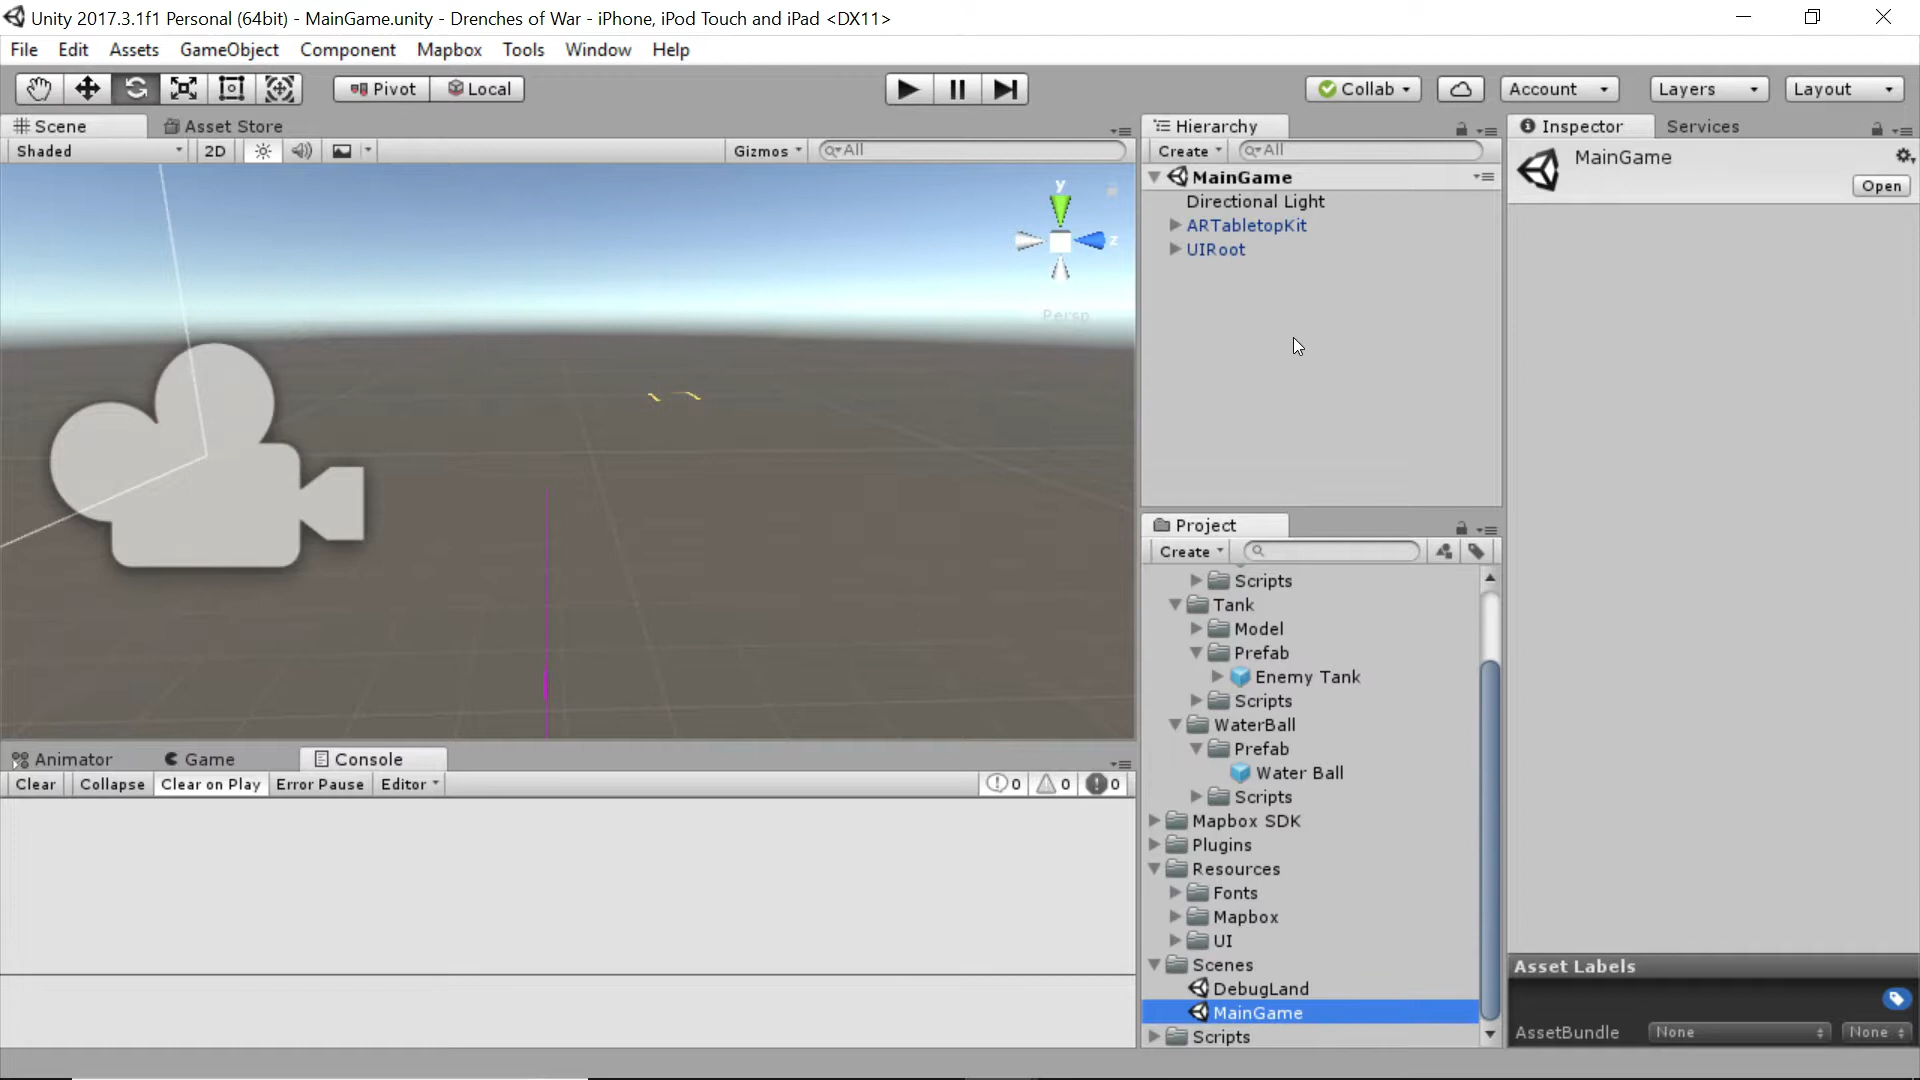 Unity 2017.3.1f1 Personal (64bit) - MainGame.unity - Drenches of War - iPhone, iPod Touch and iPad <DX11>
File Edit Assets GameObject Component Mapbox Tools Window Help
Pivot Local Collab Account Layers Layout
Scene Asset Store
Shaded 2D Gizmos All
y
z
Persp
Hierarchy
Create All
MainGame
Directional Light
ARTabletopKit
UIRoot
Inspector Services
MainGame
Open
Project
Create
Scripts
Tank
Model
Prefab
Enemy Tank
Scripts
WaterBall
Prefab
Water Ball
Scripts
Mapbox SDK
Plugins
Resources
Fonts
Mapbox
UI
Scenes
DebugLand
MainGame
Scripts
Animator Game Console
Clear Collapse Clear on Play Error Pause Editor 0 0 0
Asset Labels
AssetBundle None None